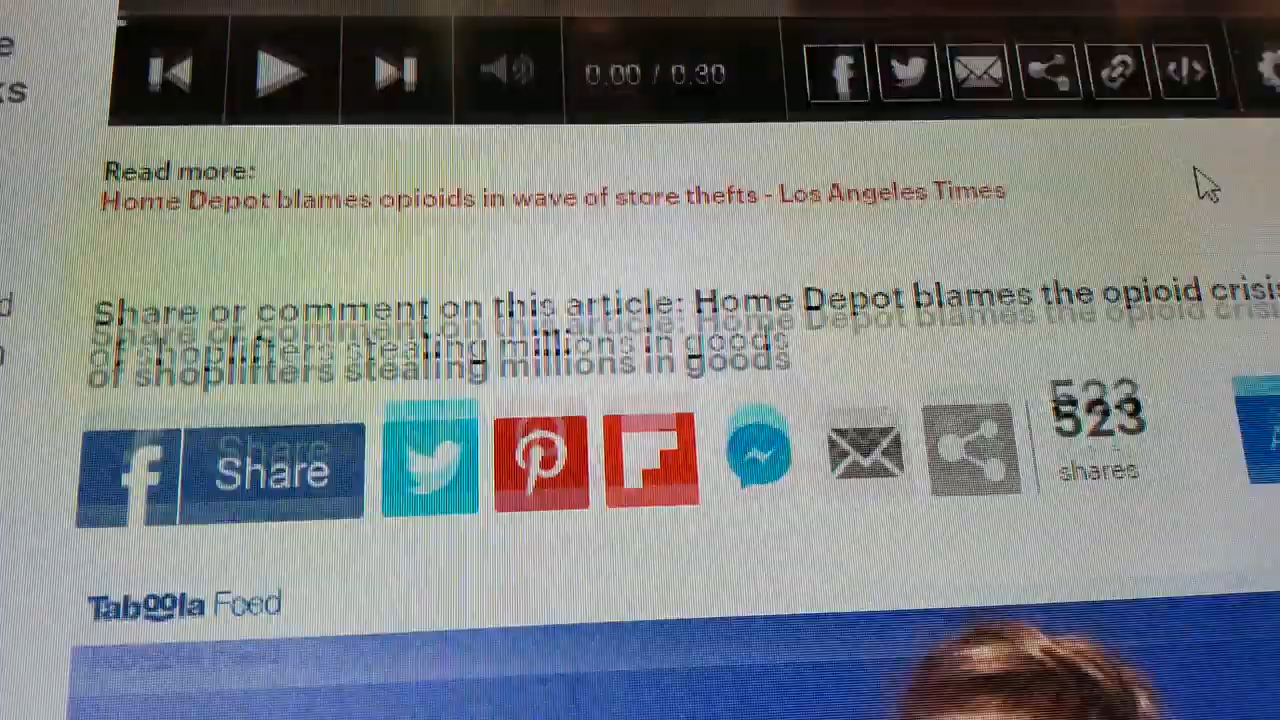 ks
0:00 / 0:30
Read more:
Home Depot blames opioids in wave of store thefts - Los Angeles Times
Share or comment on this article: Home Depot blames the opioid crisis
of shoplifters stealing millions in goods
f Share
523
shares
Taboola Feed